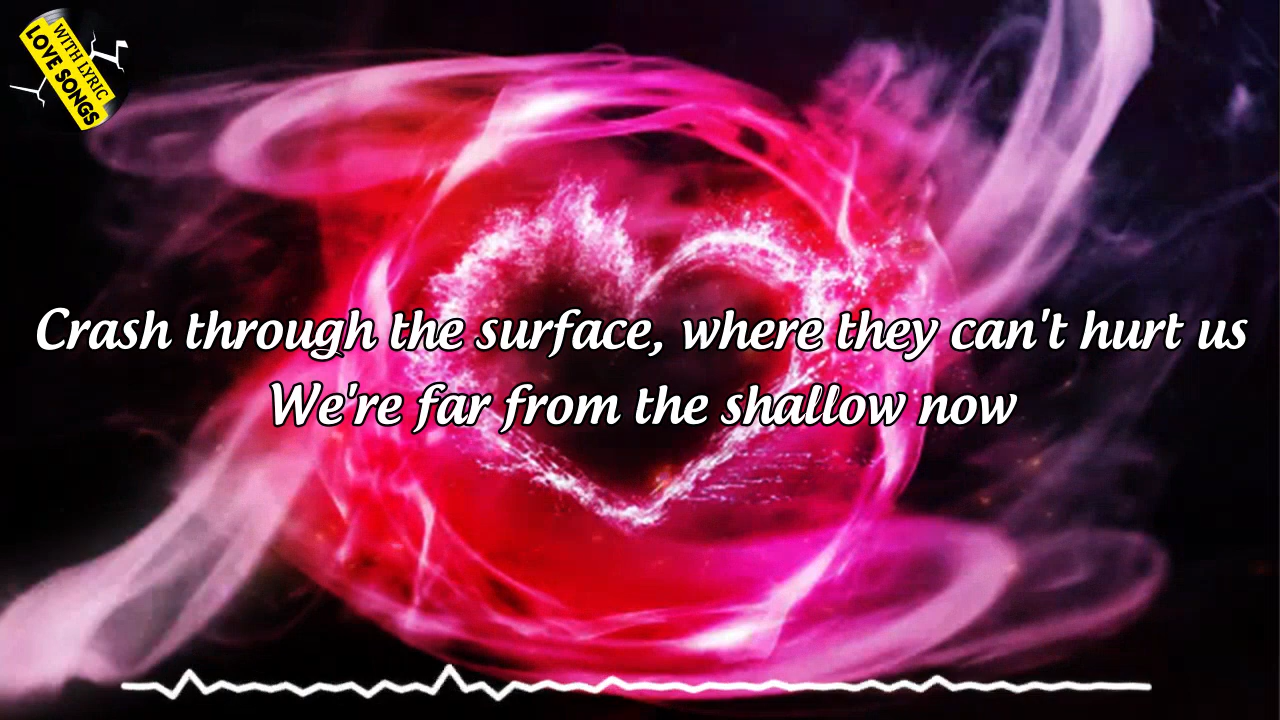 WITH LYRIC
LOVE SONGS
Crash through the surface, where they can't hurt us
We're far from the shallow now